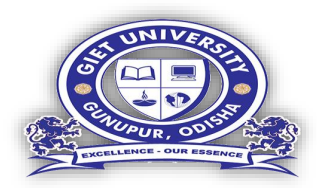 GIET UNIVERSITY
GUNUPUR, ODISHA
EXCELLENCE - OUR ESSENCE